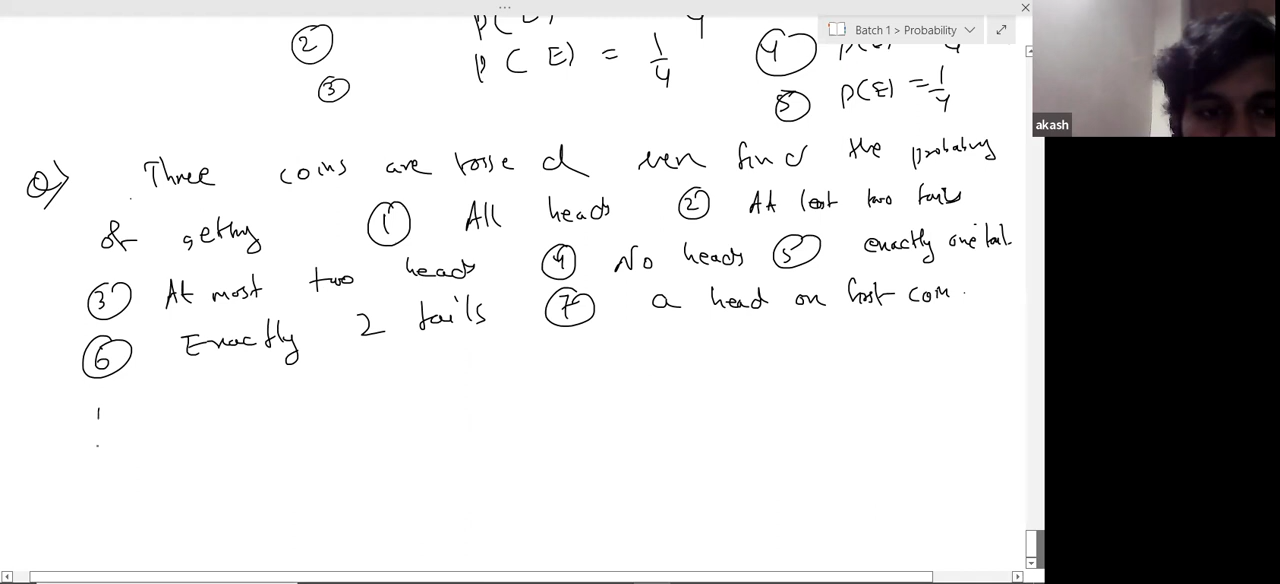 Batch 1 > Probability
② P(E) = 1/4 ④
③ ⑤ P(E) = 1/4
akash
Q) Three coins are tossed then find the probability
of getting ① All heads ② At least two tails
③ At most two heads ④ No heads ⑤ exactly one tail
⑥ Exactly 2 tails ⑦ a head on first coin.